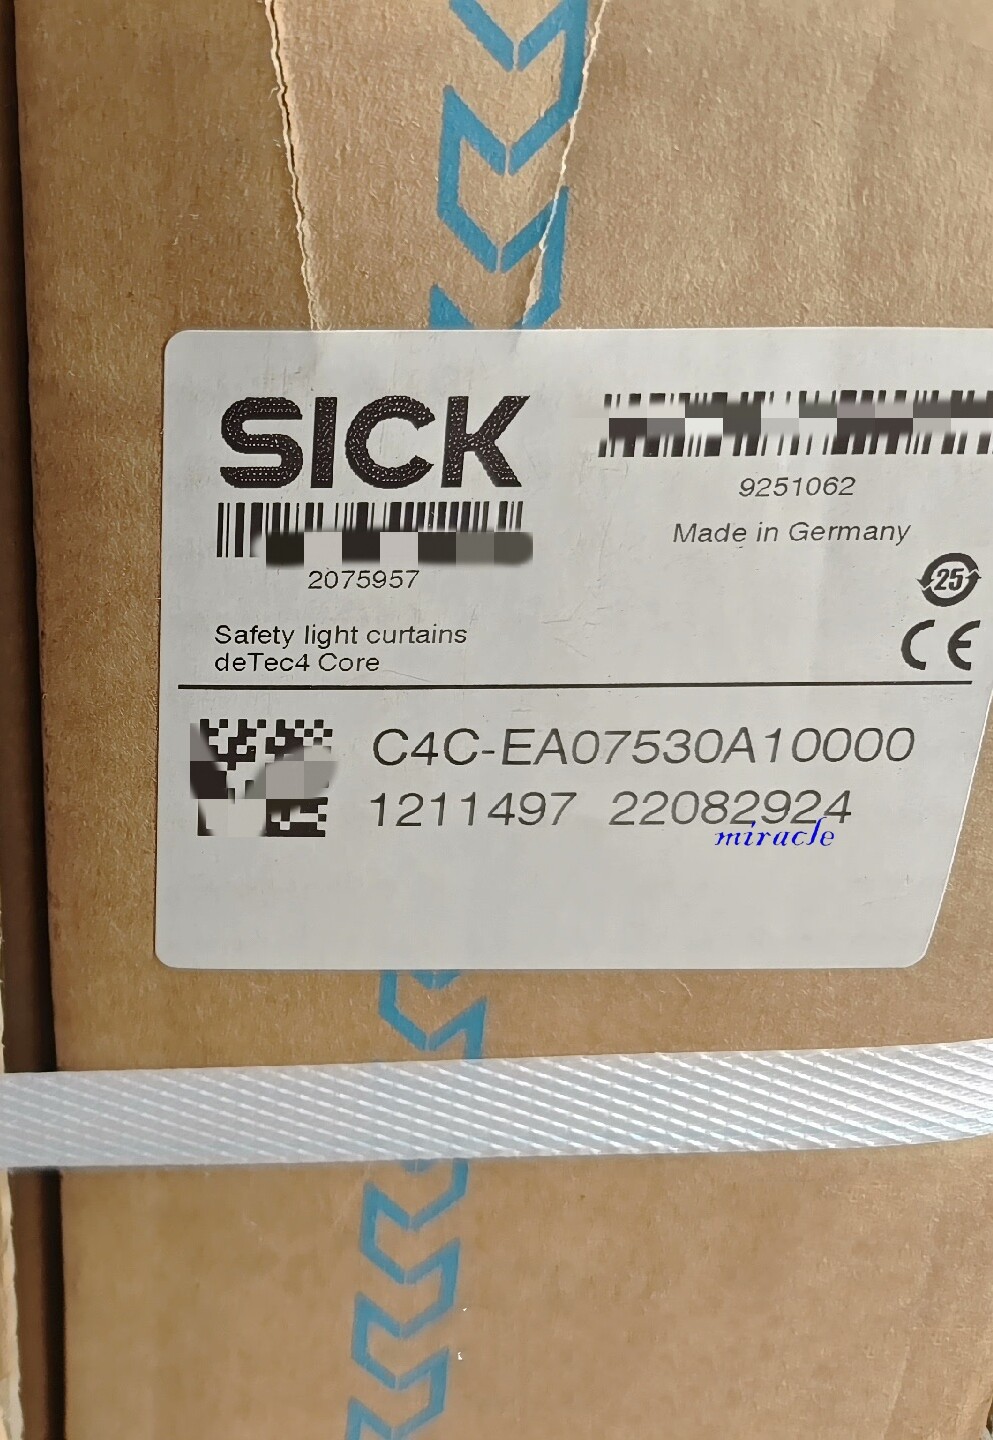 SICK
2075957
9251062
Made in Germany
25
CE
Safety light curtains
deTec4 Core
C4C-EA07530A10000
1211497 22082924
miracle